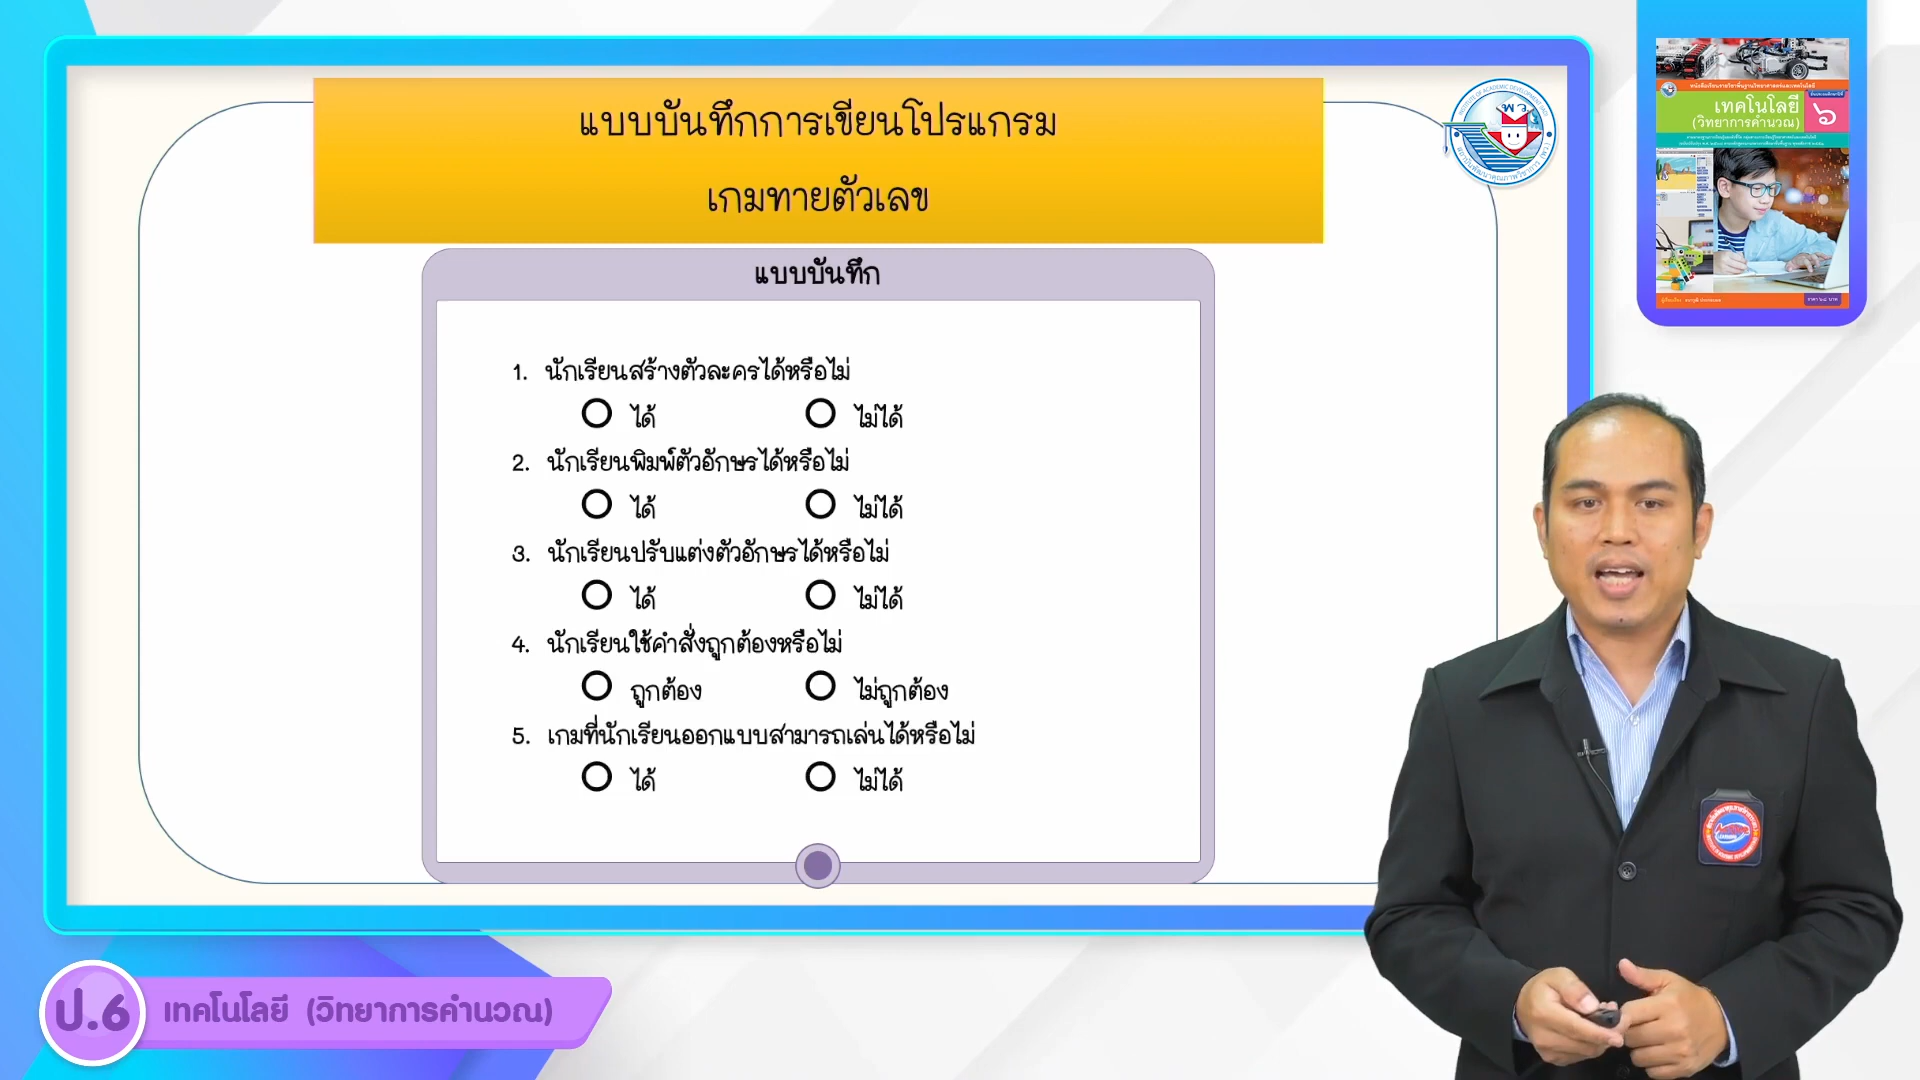 แบบบันทึกการเขียนโปรแกรม
เกมทายตัวเลข
แบบบันทึก
1. นักเรียนสร้างตัวละครได้หรือไม่
ได้ ไม่ได้
2. นักเรียนพิมพ์ตัวอักษรได้หรือไม่
ได้ ไม่ได้
3. นักเรียนปรับแต่งตัวอักษรได้หรือไม่
ได้ ไม่ได้
4. นักเรียนใช้คำสั่งถูกต้องหรือไม่
ถูกต้อง ไม่ถูกต้อง
5. เกมที่นักเรียนออกแบบสามารถเล่นได้หรือไม่
ได้ ไม่ได้
พว.
เทคโนโลยี
(วิทยาการคำนวณ)
๖
ป.6 เทคโนโลยี (วิทยาการคำนวณ)